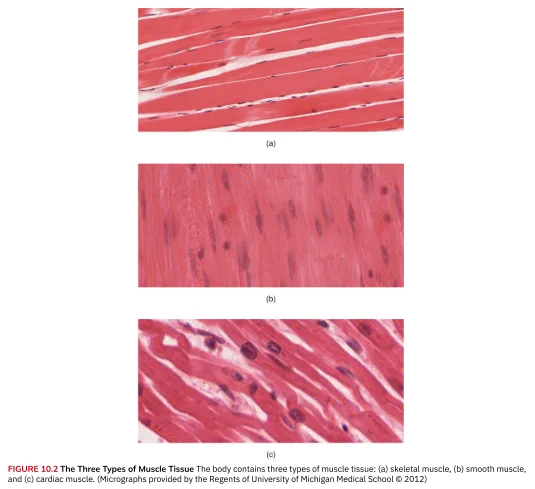 (a)
(b)
(c)
FIGURE 10.2 The Three Types of Muscle Tissue The body contains three types of muscle tissue: (a) skeletal muscle, (b) smooth muscle,
and (c) cardiac muscle. (Micrographs provided by the Regents of University of Michigan Medical School © 2012)